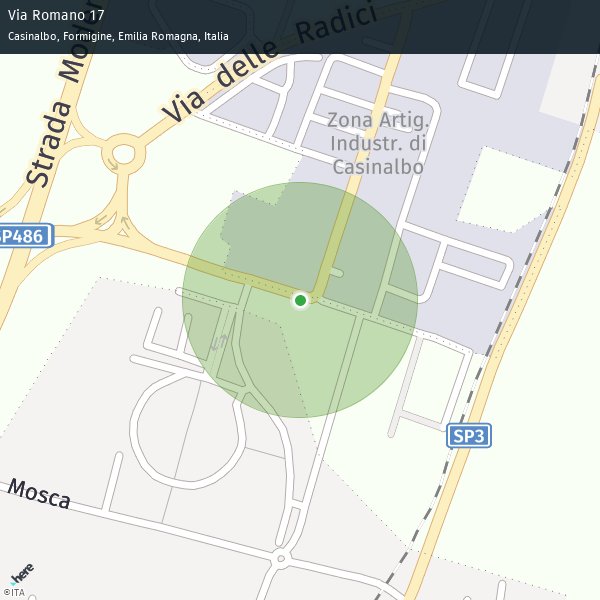 Via Romano 17
Casinalbo, Formigine, Emilia Romagna, Italia
Via delle Radici
Strada
Zona Artig.
Industr. di
Casinalbo
SP486
SP3
Mosca
here
©ITA